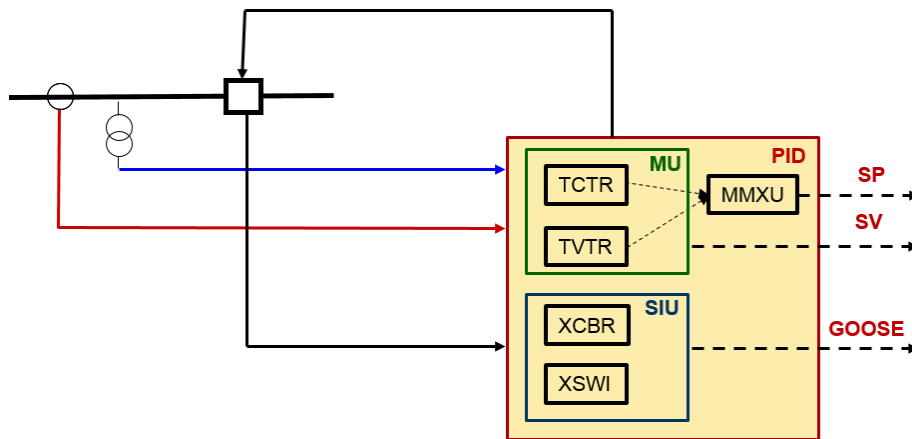 MU
PID
TCTR
MMXU
SP
SV
TVTR
SIU
XCBR
GOOSE
XSWI